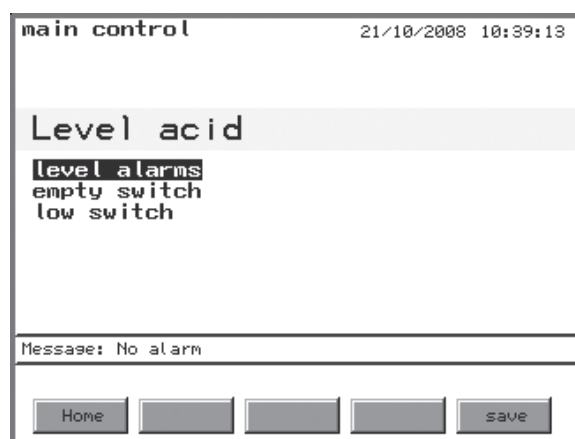 main control 21/10/2008 10:39:13
Level acid
level alarms
empty switch
low switch
Message: No alarm
Home save